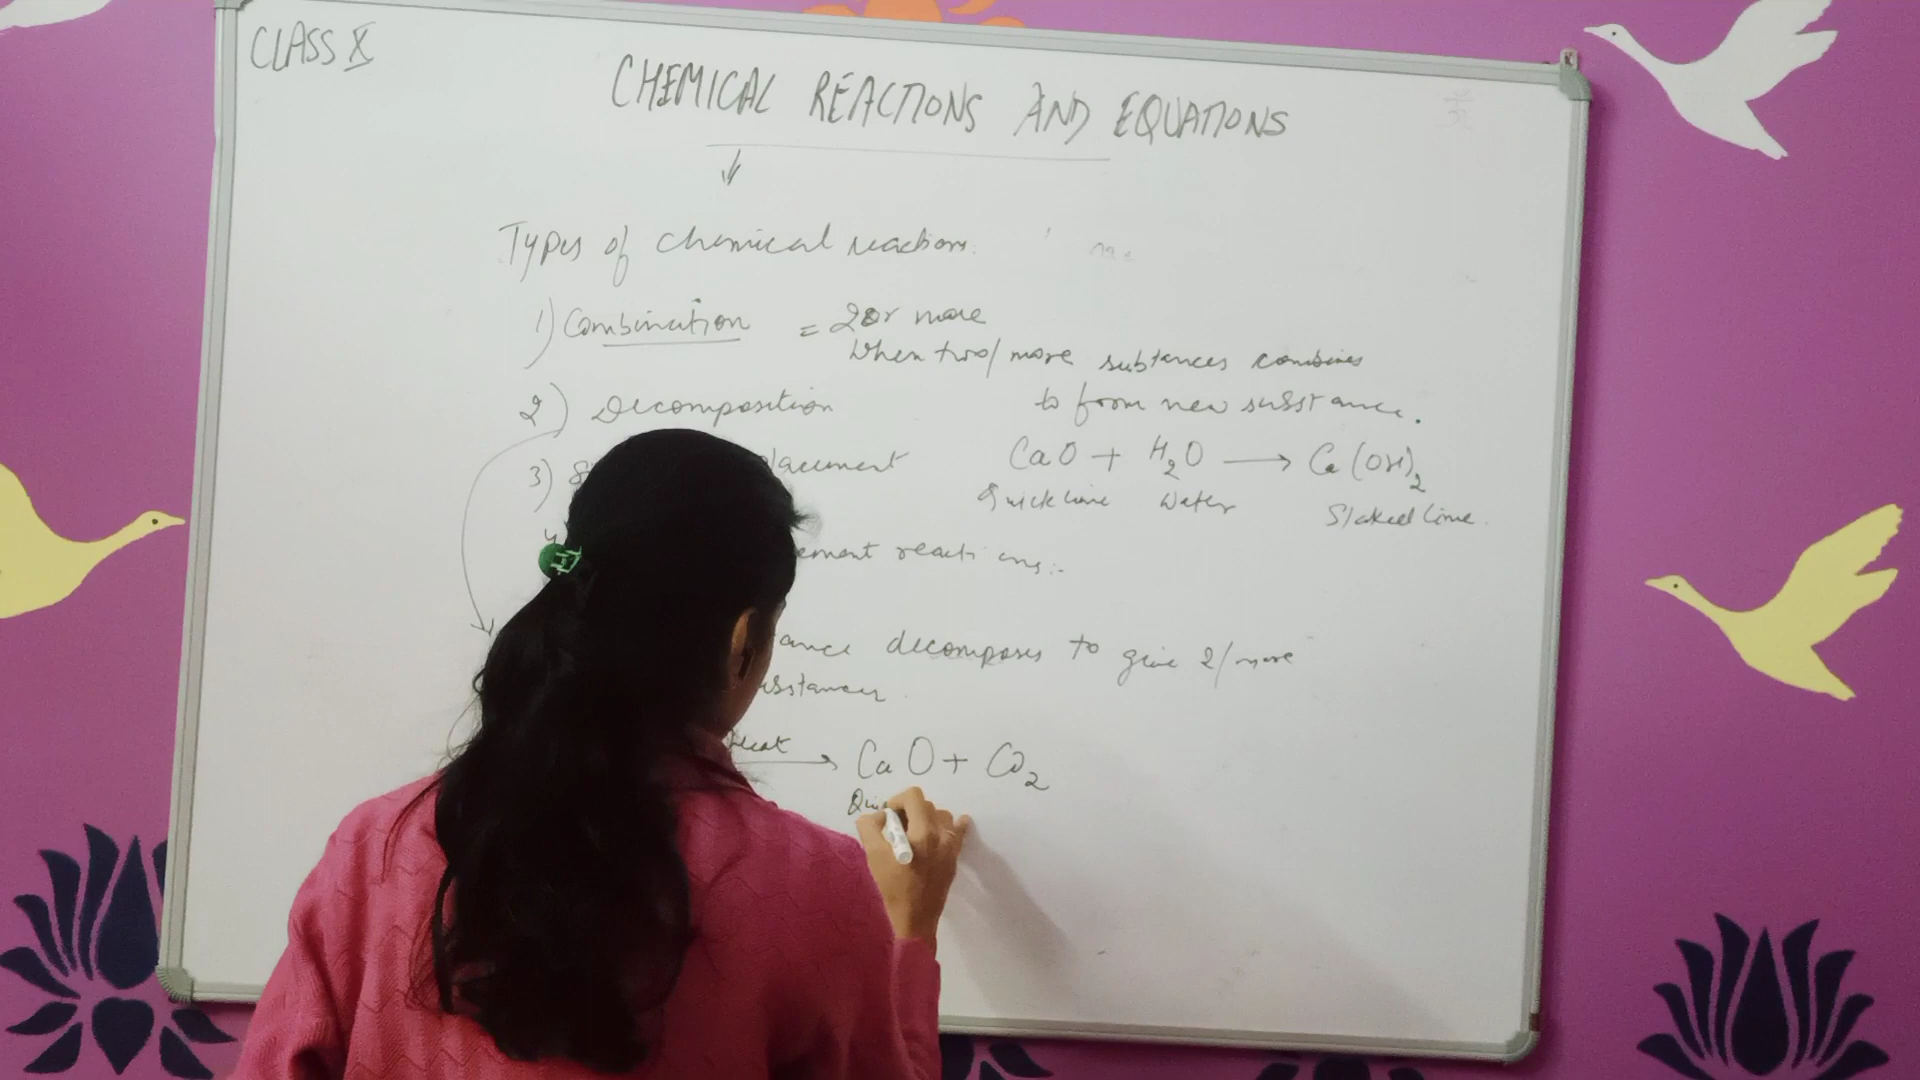 CLASS X
CHEMICAL REACTIONS AND EQUATIONS
Types of chemical reactions.
1) Combination = 2 or more
When two/more substances combines
to from new substance.
2) Decomposition
CaO + H2O → Ca(OH)2
Quicklime Water Slaked lime.
3)
reactions:-
decomposes to give 2/more
Heat → CaO + CO2